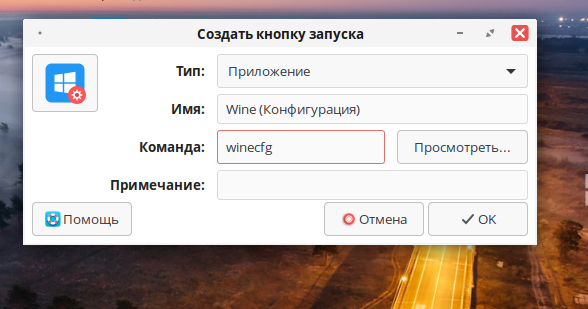 Создать кнопку запуска
Тип: Приложение
Имя: Wine (Конфигурация)
Команда: winecfg Просмотреть...
Примечание:
Помощь Отмена OK